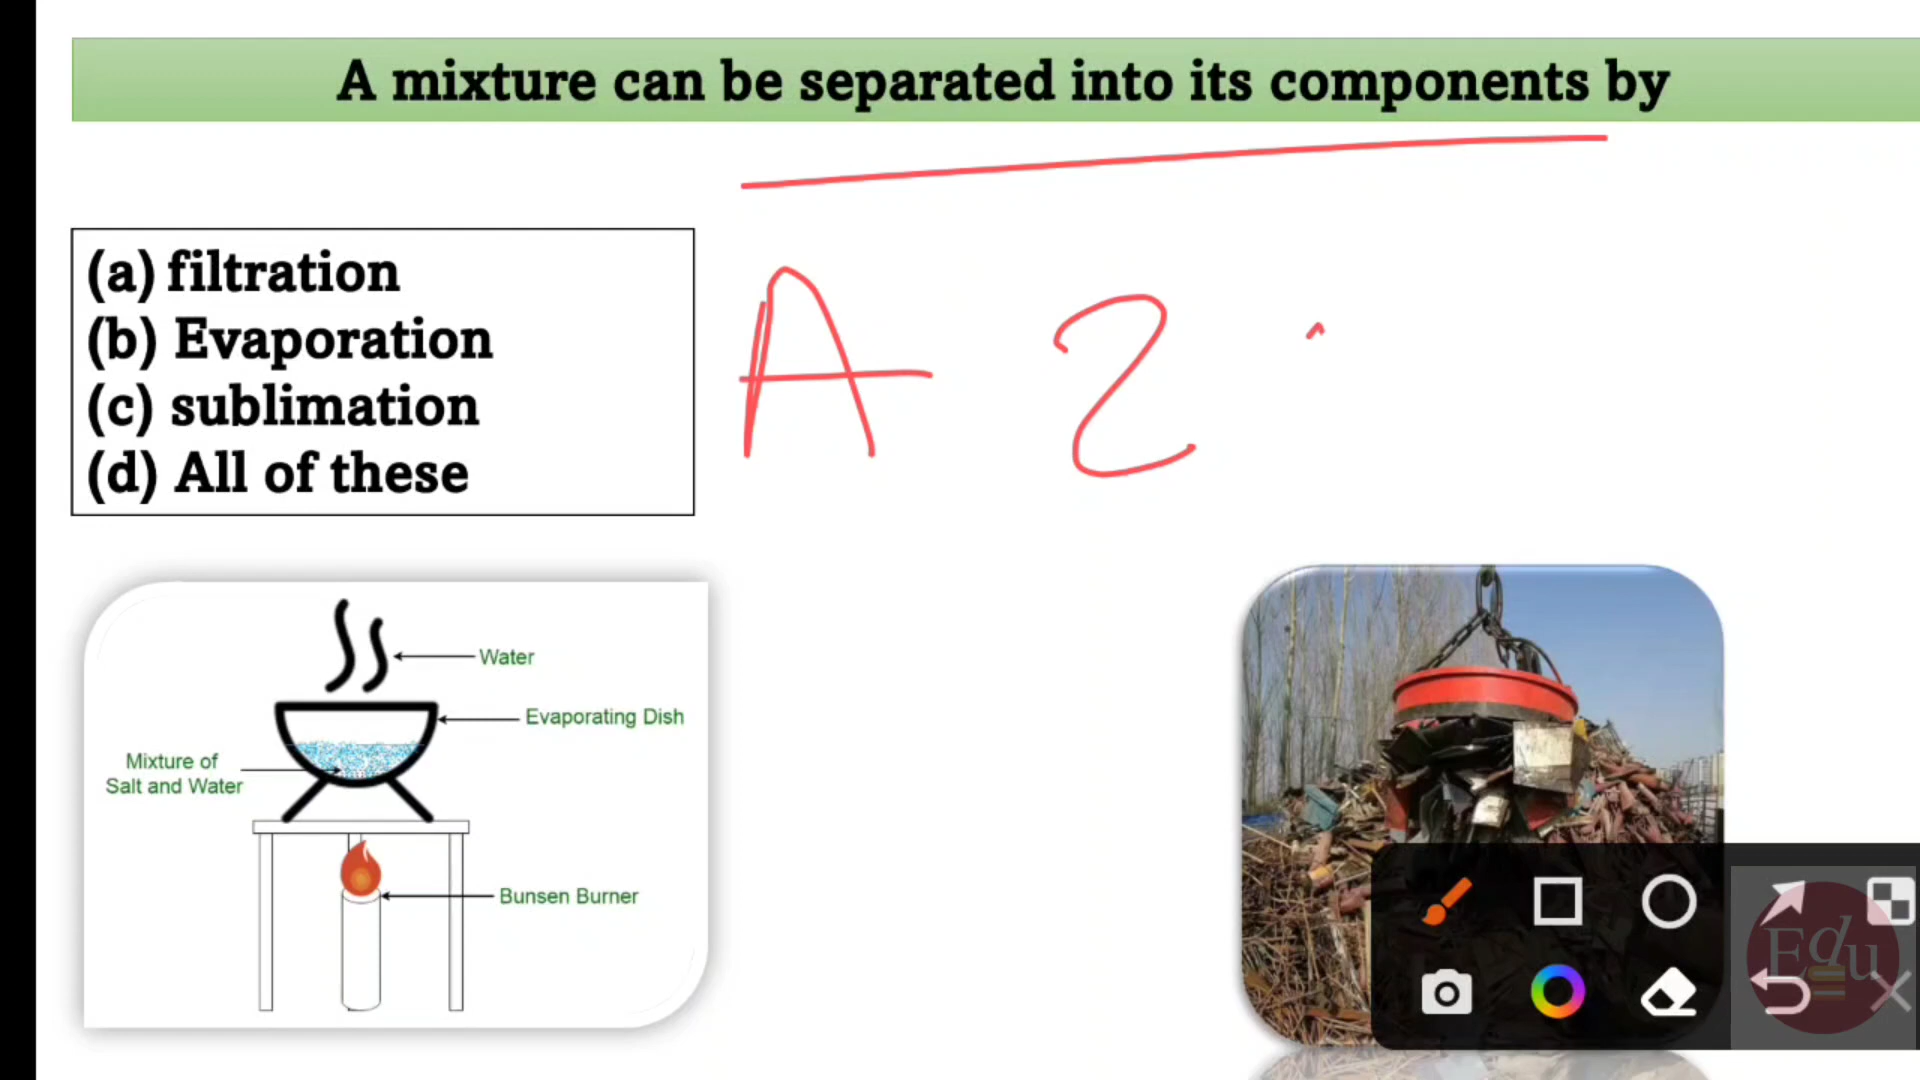 A mixture can be separated into its components by
(a) filtration
(b) Evaporation
(c) sublimation
(d) All of these
A 2
Water
Evaporating Dish
Mixture of
Salt and Water
Bunsen Burner
Edu